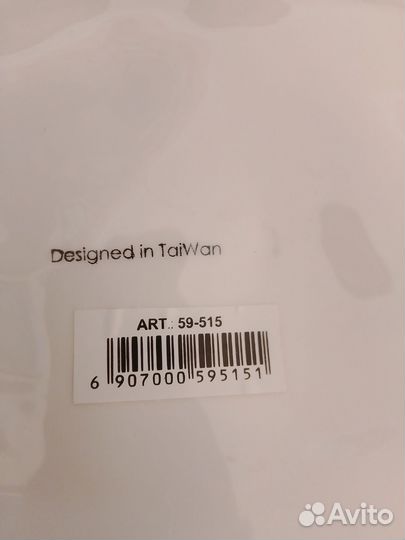 Designed in TaiWan
ART.: 59-515
6 907000 595151
Avito